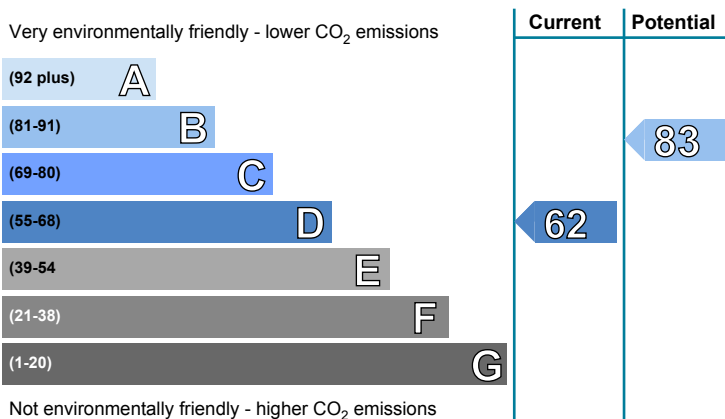 Very environmentally friendly - lower CO2 emissions
Current
Potential
(92 plus) A
(81-91) B
83
(69-80) C
(55-68) D
62
(39-54 E
(21-38) F
(1-20) G
Not environmentally friendly - higher CO2 emissions